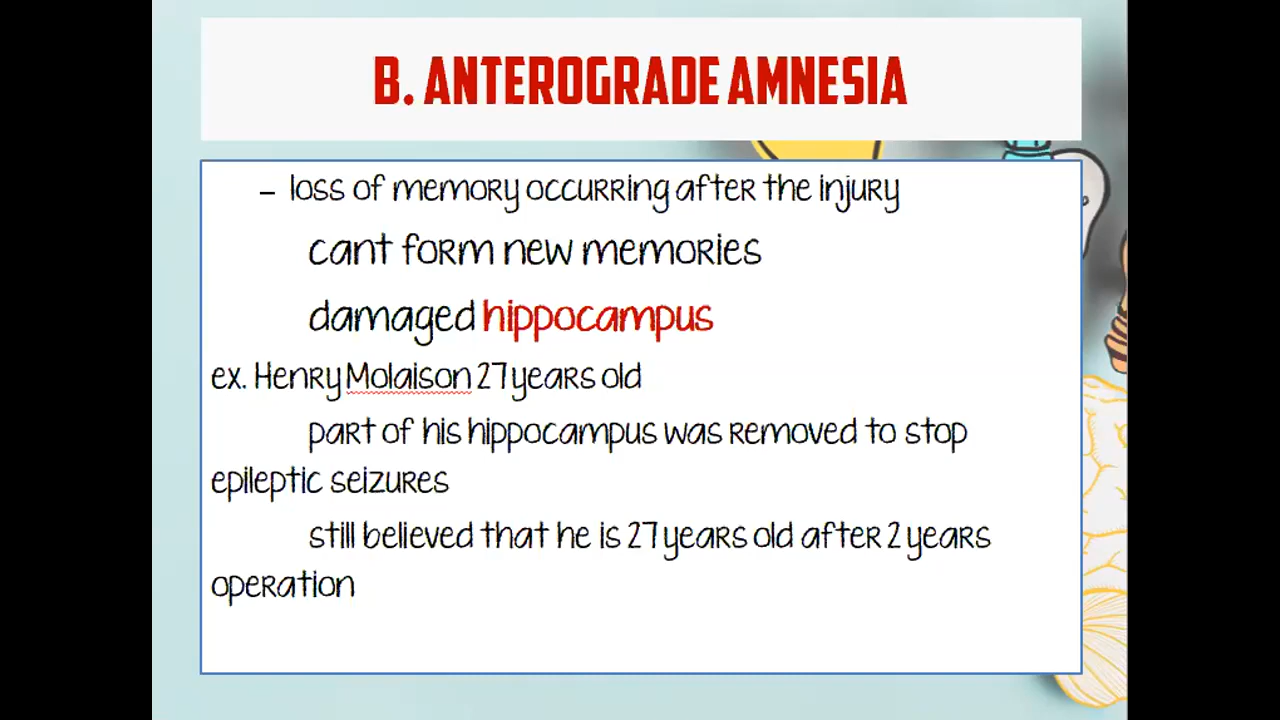 B. ANTEROGRADE AMNESIA
– loss of memory occurring after the injury
cant form new memories
damaged hippocampus
ex. Henry Molaison 27 years old
part of his hippocampus was removed to stop
epileptic seizures
still believed that he is 27 years old after 2 years
operation